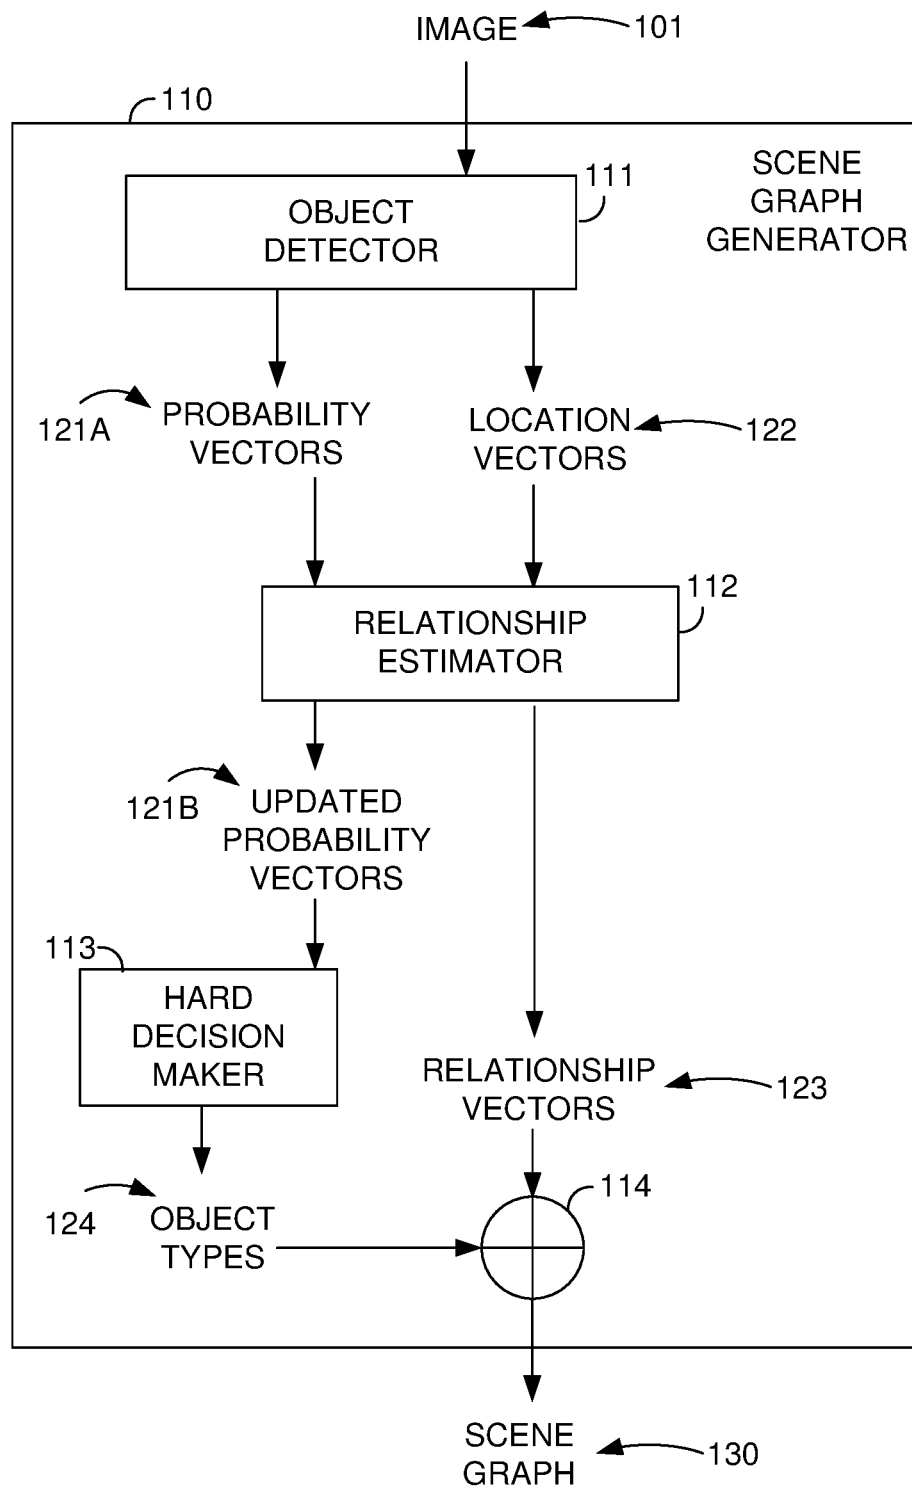 IMAGE
101
110
SCENE
GRAPH
GENERATOR
111
OBJECT
DETECTOR
121A
PROBABILITY
VECTORS
LOCATION
VECTORS
122
112
RELATIONSHIP
ESTIMATOR
121B
UPDATED
PROBABILITY
VECTORS
113
HARD
DECISION
MAKER
RELATIONSHIP
VECTORS
123
114
124
OBJECT
TYPES
SCENE
GRAPH
130